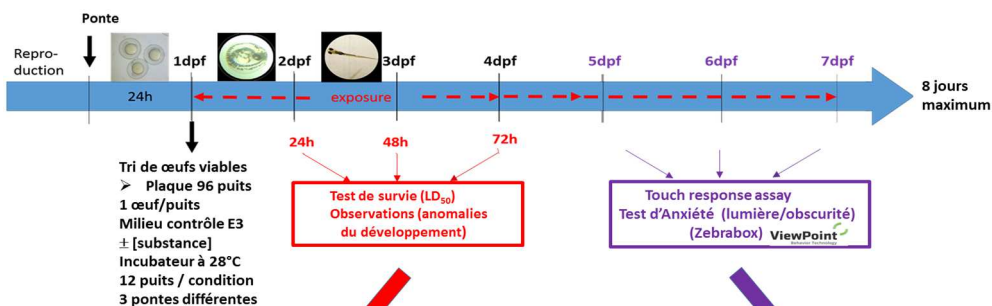 Ponte
Repro-
duction
1dpf
2dpf
3dpf
4dpf
5dpf
6dpf
7dpf
24h
exposure
8 jours
maximum
24h
48h
72h
Tri de œufs viables
➢ Plaque 96 puits
1 œuf/puits
Milieu contrôle E3
± [substance]
Incubateur à 28°C
12 puits / condition
3 pontes différentes
Test de survie (LD50)
Observations (anomalies
du développement)
Touch response assay
Test d'Anxiété (lumière/obscurité)
(Zebrabox)
ViewPoint
Behavior Technology